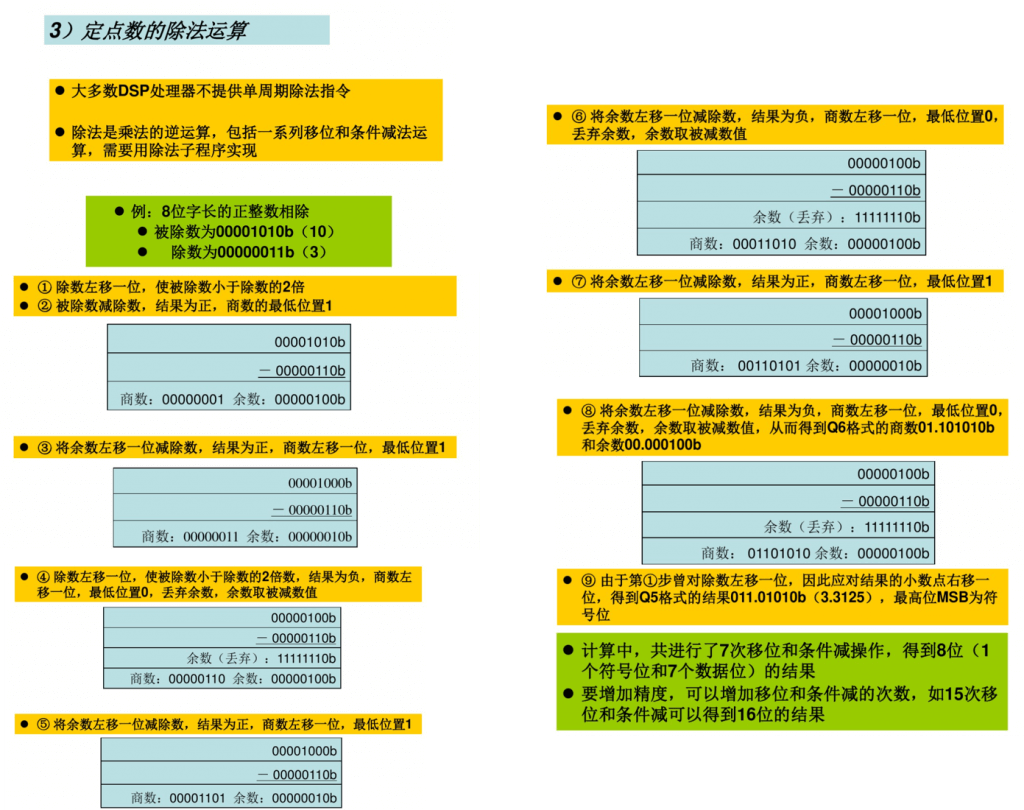 3）定点数的除法运算
● 大多数DSP处理器不提供单周期除法指令
● 除法是乘法的逆运算，包括一系列移位和条件减法运
算，需要用除法子程序实现
● 例：8位字长的正整数相除
● 被除数为00001010b（10）
● 除数为00000011b（3）
● ① 除数左移一位，使被除数小于除数的2倍
● ② 被除数减除数，结果为正，商数的最低位置1
00001010b
－ 00000110b
商数：00000001 余数：00000100b
● ③ 将余数左移一位减除数，结果为正，商数左移一位，最低位置1
00001000b
－ 00000110b
商数：00000011 余数：00000010b
● ④ 除数左移一位，使被除数小于除数的2倍数，结果为负，商数左
移一位，最低位置0，丢弃余数，余数取被减数值
00000100b
－ 00000110b
余数（丢弃）：11111110b
商数：00000110 余数：00000100b
● ⑤ 将余数左移一位减除数，结果为正，商数左移一位，最低位置1
00001000b
－ 00000110b
商数：00001101 余数：00000010b
● ⑥ 将余数左移一位减除数，结果为负，商数左移一位，最低位置0，
丢弃余数，余数取被减数值
00000100b
－ 00000110b
余数（丢弃）：11111110b
商数：00011010 余数：00000100b
● ⑦ 将余数左移一位减除数，结果为正，商数左移一位，最低位置1
00001000b
－ 00000110b
商数： 00110101 余数：00000010b
● ⑧ 将余数左移一位减除数，结果为负，商数左移一位，最低位置0，
丢弃余数，余数取被减数值，从而得到Q6格式的商数01.101010b
和余数00.000100b
00000100b
－ 00000110b
余数（丢弃）：11111110b
商数： 01101010 余数：00000100b
● ⑨ 由于第①步曾对除数左移一位，因此应对结果的小数点右移一
位，得到Q5格式的结果011.01010b（3.3125），最高位MSB为符
号位
● 计算中，共进行了7次移位和条件减操作，得到8位（1
个符号位和7个数据位）的结果
● 要增加精度，可以增加移位和条件减的次数，如15次移
位和条件减可以得到16位的结果